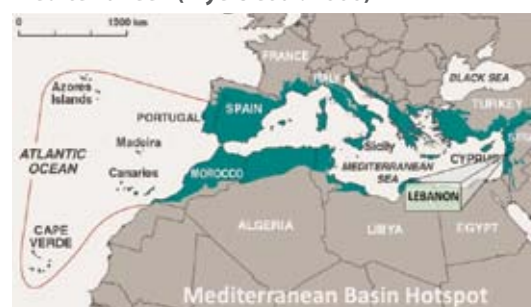 0
1500 km
FRANCE
ITALY
BLACK SEA
Azores
Islands
PORTUGAL
SPAIN
TURKEY
Sicily
Madeira
MEDITERRANEAN
SEA
CYPRUS
ATLANTIC
OCEAN
Canaries
MOROCCO
LEBANON
ALGERIA
LIBYA
EGYPT
CAPE
VERDE
Mediterranean Basin Hotspot